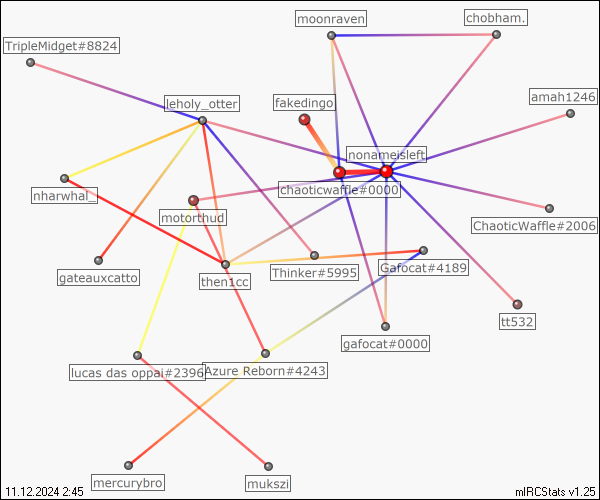 moonraven
chobham.
TripleMidget#8824
amah1246
leholy_otter
fakedingo
nonameisleft
chaoticwaffle#0000
nharwhal_
motorthud
ChaoticWaffle#2006
gateauxcatto
then1cc
Thinker#5995
Gafocat#4189
tt532
gafocat#0000
lucas das oppai#2396
Azure Reborn#4243
mercurybro
mukszi
11.12.2024 2:45
mIRCStats v1.25